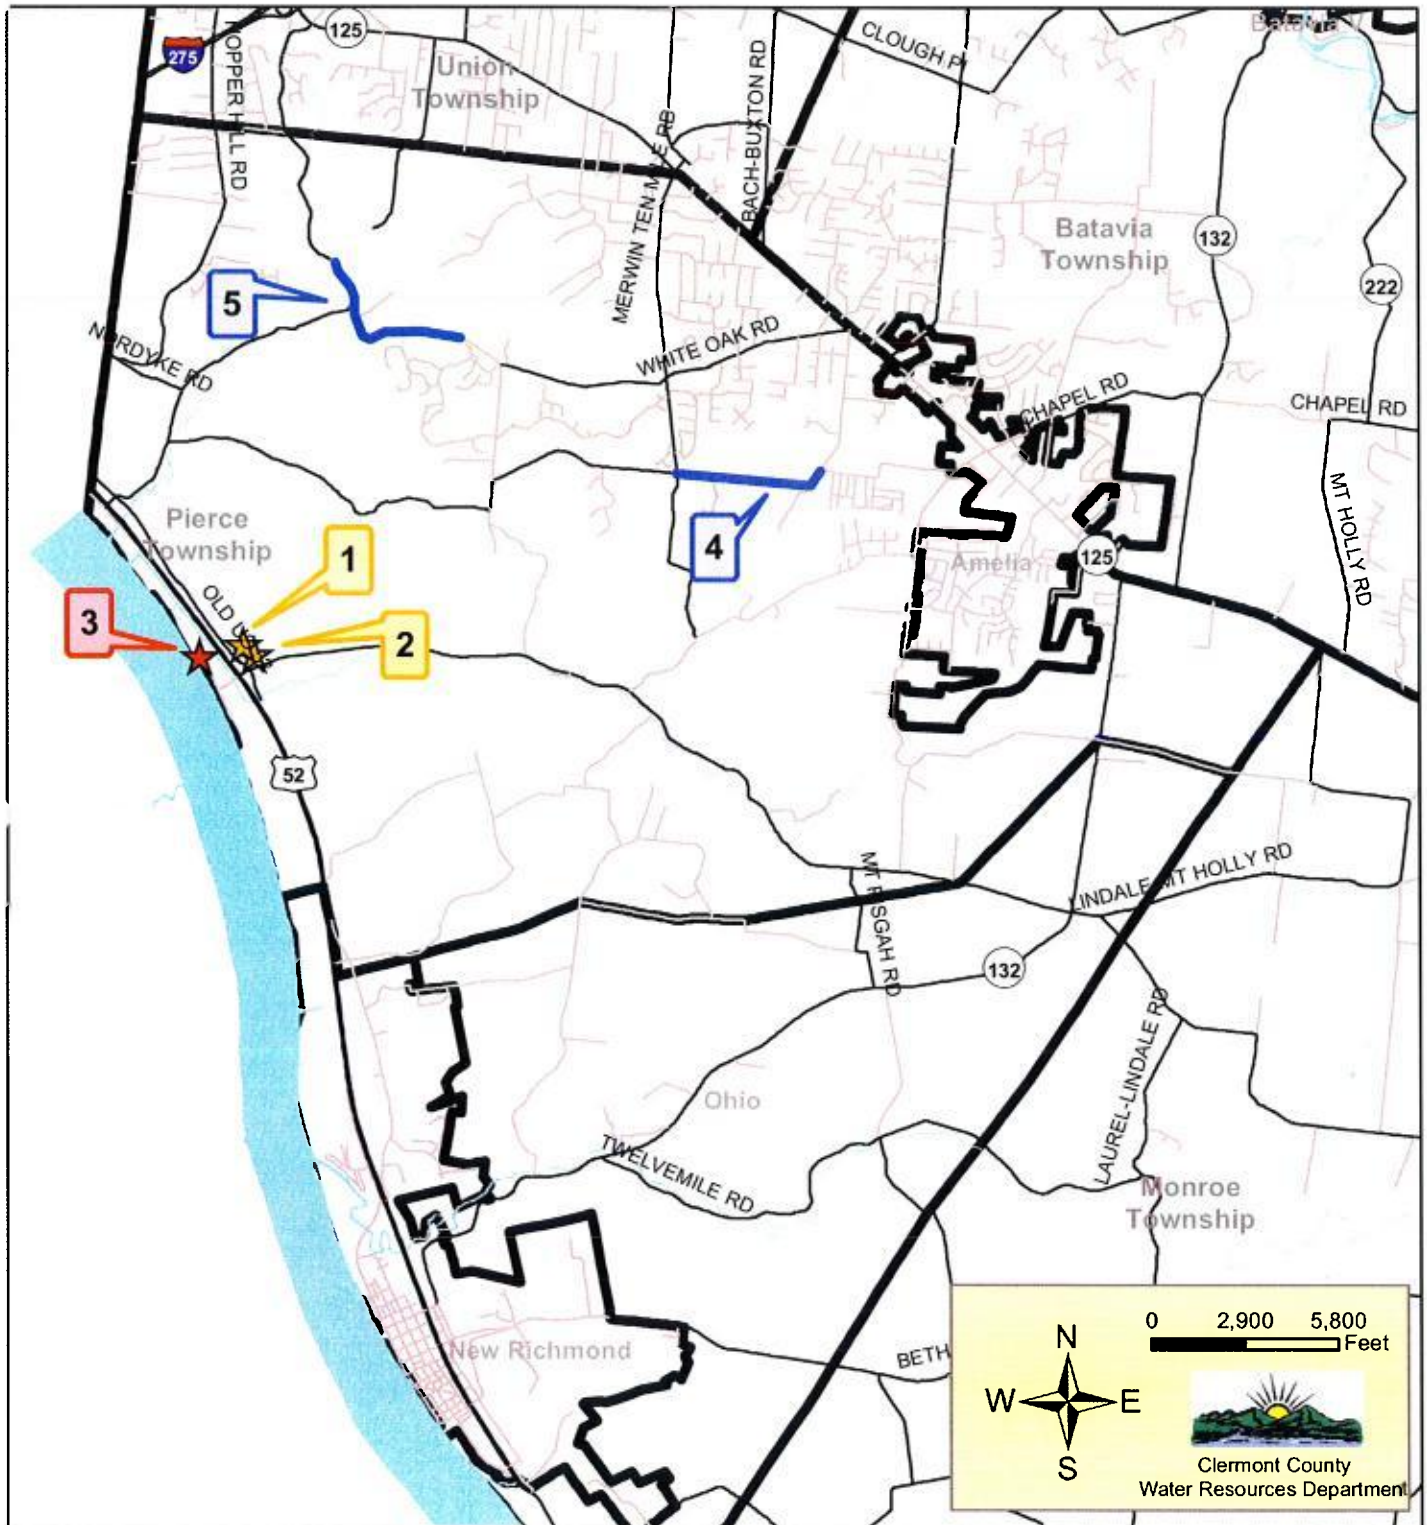 125
CLOUGH PI
Batavia
275
HOPPER HILL RD
Union
Township
BACH-BUXTON RD
MERWIN TEN MILE RD
Batavia
Township
132
222
5
NORDYKE RD
WHITE OAK RD
CHAPEL RD
CHAPEL RD
MT HOLLY RD
Pierce
Township
1
4
Amelia
125
OLD US
3
2
52
MT PISGAH RD
LINDALE-MT HOLLY RD
132
LAUREL-LINDALE RD
Ohio
TWELVEMILE RD
Monroe
Township
New Richmond
BETH
0 2,900 5,800
Feet
N
W E
S
Clermont County
Water Resources Department